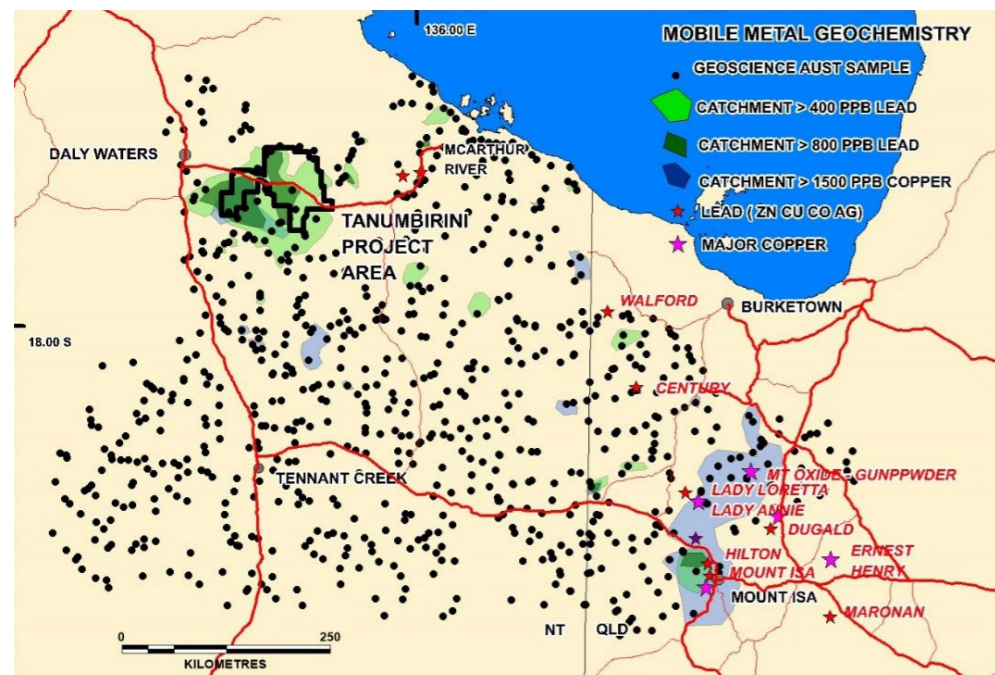 136.00 E
MOBILE METAL GEOCHEMISTRY
GEOSCIENCE AUST SAMPLE
CATCHMENT > 400 PPB LEAD
CATCHMENT > 800 PPB LEAD
CATCHMENT > 1500 PPB COPPER
LEAD ( ZN CU CO AG)
MAJOR COPPER
DALY WATERS
MCARTHUR
RIVER
TANUMBIRINI
PROJECT
AREA
WALFORD
BURKETOWN
18.00 S
CENTURY
TENNANT CREEK
MT OXIDE - GUNPPWDER
LADY LORETTA
LADY ANNIE
DUGALD
HILTON
ERNEST
HENRY
MOUNT ISA
MOUNT ISA
MARONAN
NT QLD
0 250
KILOMETRES